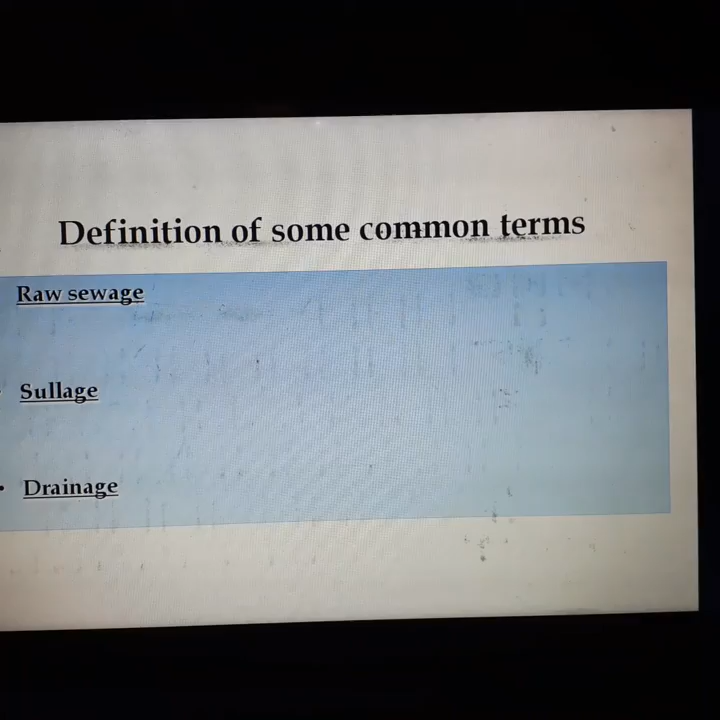 Definition of some common terms
Raw sewage
Sullage
• Drainage